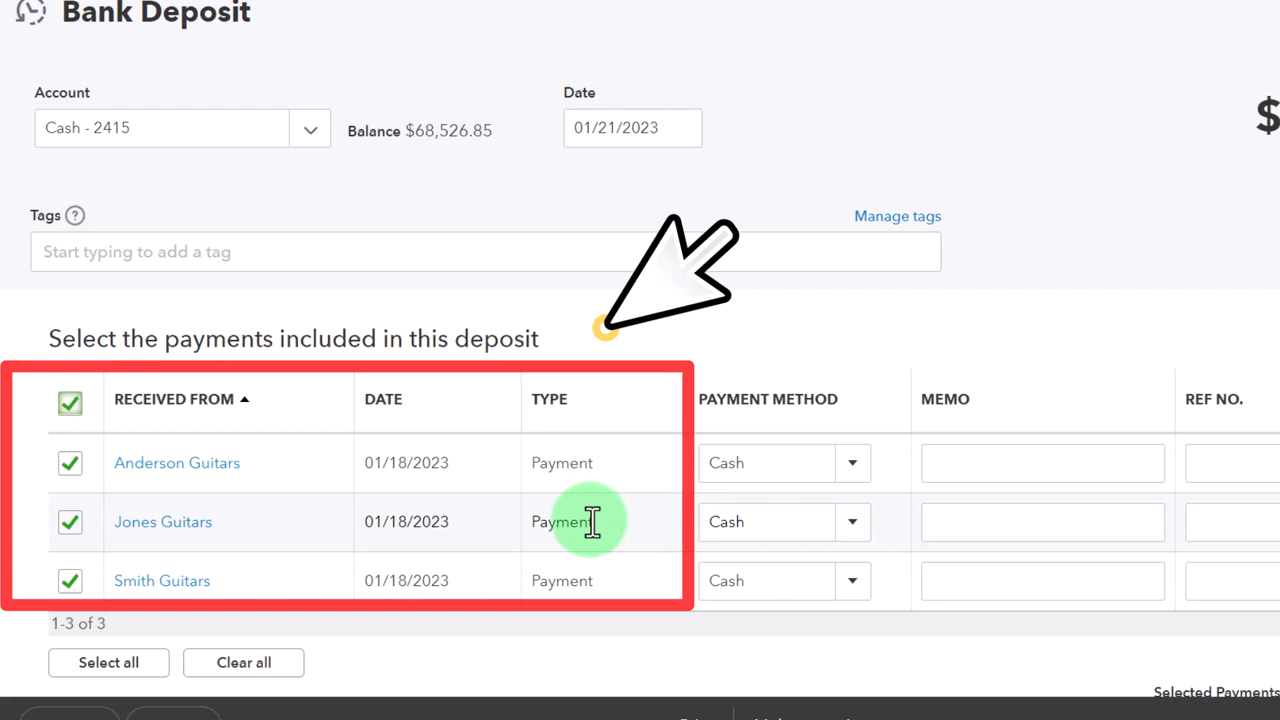 Bank Deposit
Account
Date
Cash - 2415
Balance $68,526.85
01/21/2023
$
Tags ?
Manage tags
Start typing to add a tag
Select the payments included in this deposit
RECEIVED FROM DATE TYPE PAYMENT METHOD MEMO REF NO.
Anderson Guitars 01/18/2023 Payment Cash
Jones Guitars 01/18/2023 Payment Cash
Smith Guitars 01/18/2023 Payment Cash
1-3 of 3
Select all Clear all
Selected Payments